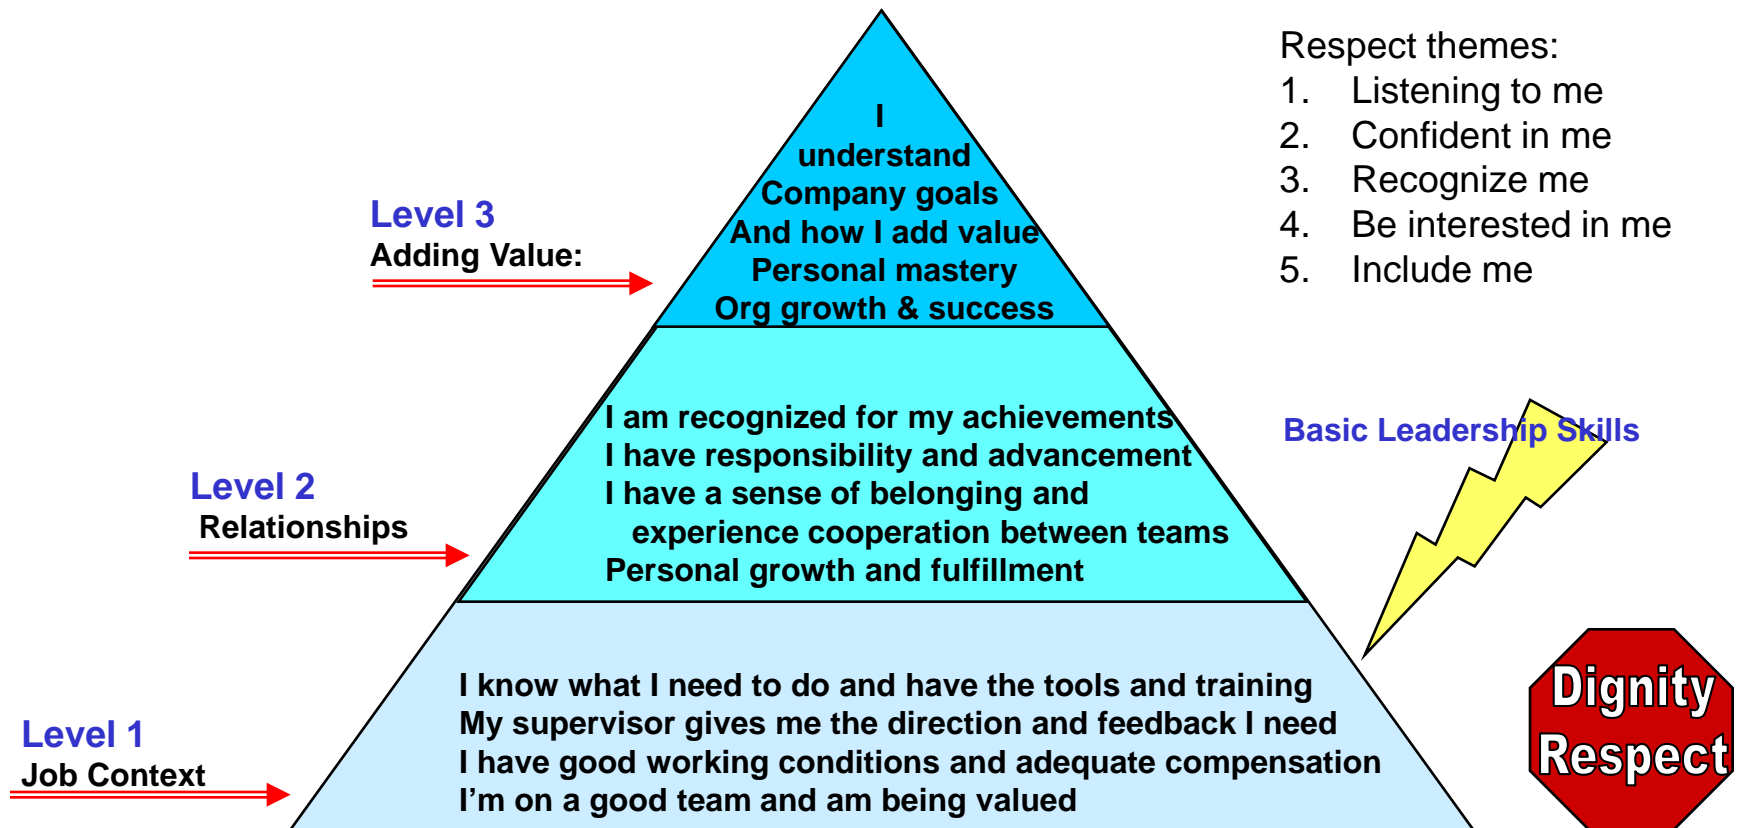 Respect themes:
1. Listening to me
2. Confident in me
3. Recognize me
4. Be interested in me
5. Include me
Level 3
Adding Value:
I
understand
Company goals
And how I add value
Personal mastery
Org growth & success
Level 2
Relationships
I am recognized for my achievements
I have responsibility and advancement
I have a sense of belonging and
experience cooperation between teams
Personal growth and fulfillment
Basic Leadership Skills
Level 1
Job Context
I know what I need to do and have the tools and training
My supervisor gives me the direction and feedback I need
I have good working conditions and adequate compensation
I’m on a good team and am being valued
Dignity
Respect